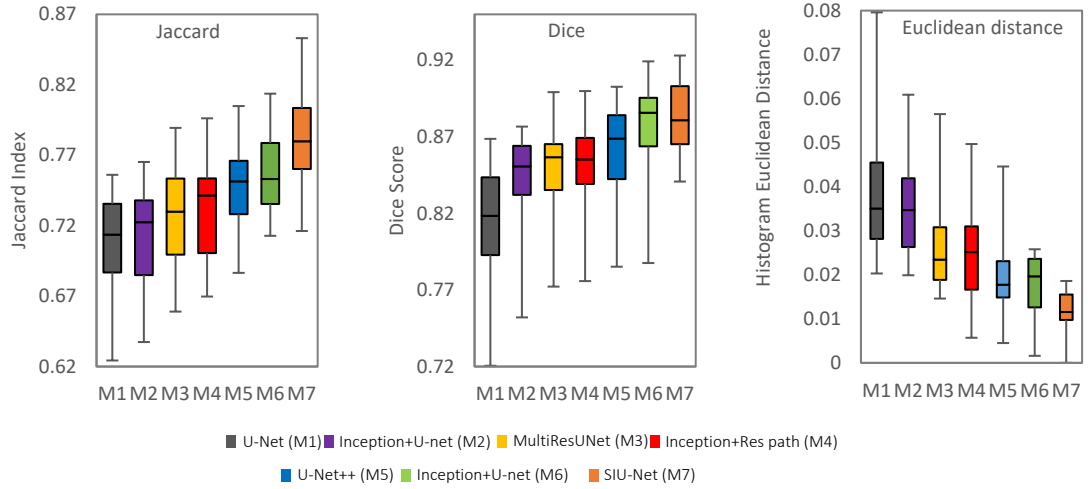 Jaccard
Jaccard Index
0.87
0.82
0.77
0.72
0.67
0.62
M1 M2 M3 M4 M5 M6 M7
Dice
Dice Score
0.92
0.87
0.82
0.77
0.72
M1 M2 M3 M4 M5 M6 M7
Euclidean distance
Histogram Euclidean Distance
0.08
0.07
0.06
0.05
0.04
0.03
0.02
0.01
0
M1 M2 M3 M4 M5 M6 M7
U-Net (M1) Inception+U-net (M2) MultiResUNet (M3) Inception+Res path (M4)
U-Net++ (M5) Inception+U-net (M6) SIU-Net (M7)